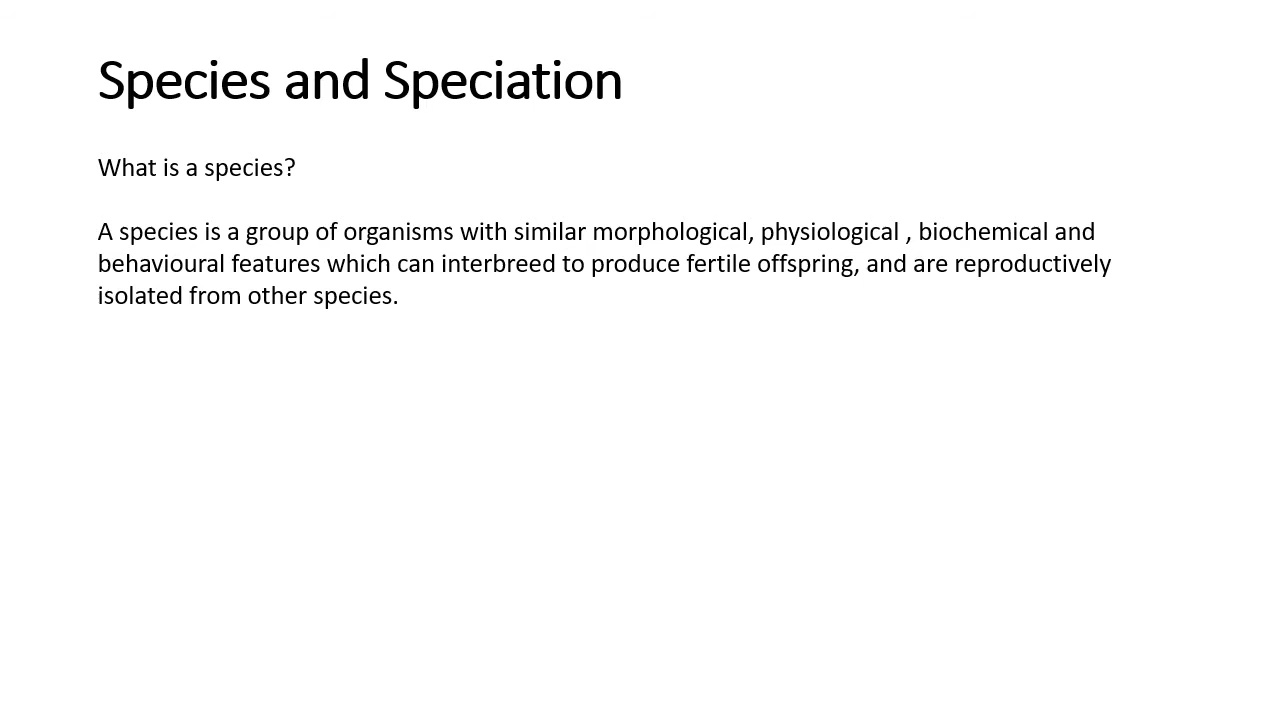 Species and Speciation
What is a species?
A species is a group of organisms with similar morphological, physiological , biochemical and
behavioural features which can interbreed to produce fertile offspring, and are reproductively
isolated from other species.